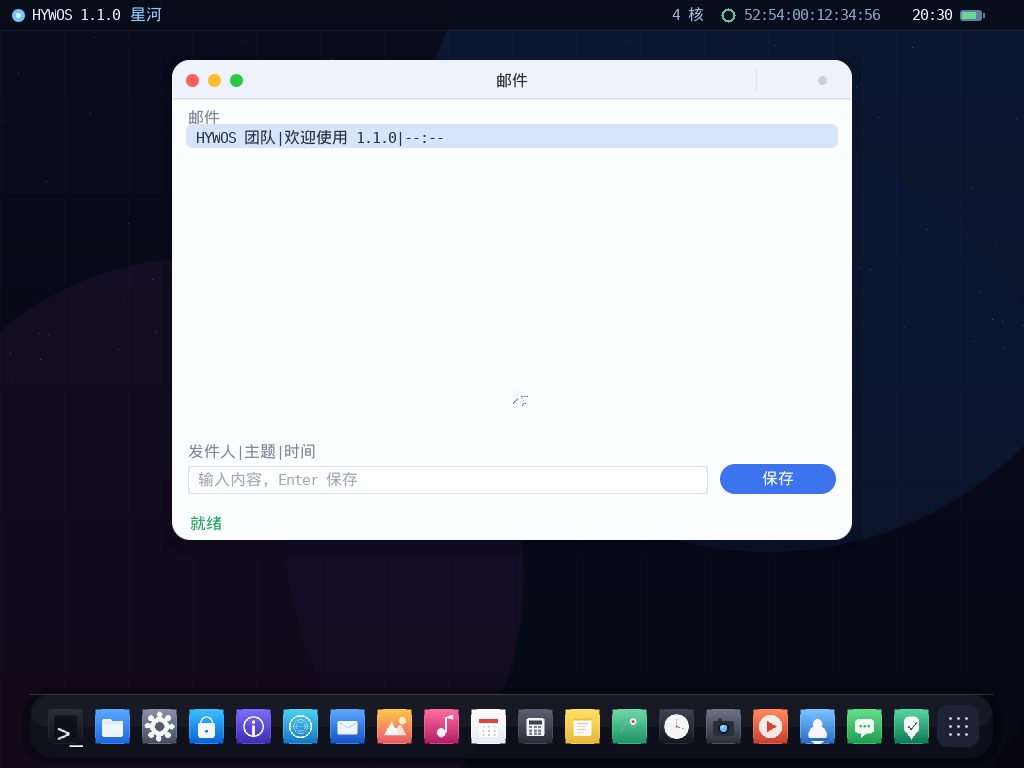 HYWOS 1.1.0 星河
4 核 52:54:00:12:34:56 20:30
邮件
邮件
HYWOS 团队|欢迎使用 1.1.0|--:--
发件人|主题|时间
输入内容, Enter 保存
保存
就绪
>_